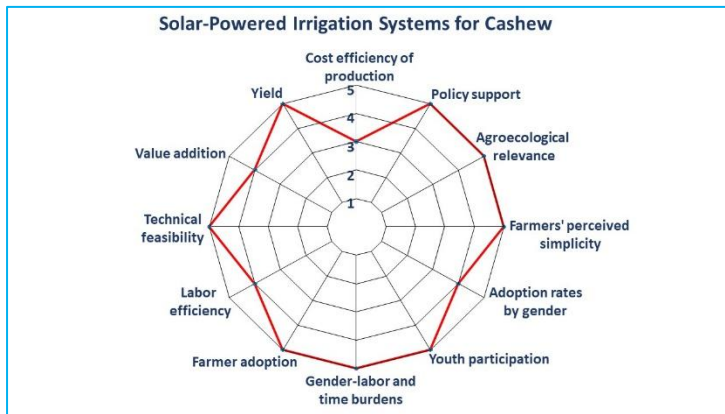 Solar-Powered Irrigation Systems for Cashew
Cost efficiency of
production
Policy support
Agroecological
relevance
Farmers' perceived
simplicity
Adoption rates
by gender
Youth participation
Gender-labor and
time burdens
Farmer adoption
Labor
efficiency
Technical
feasibility
Value addition
Yield
5
4
3
2
1